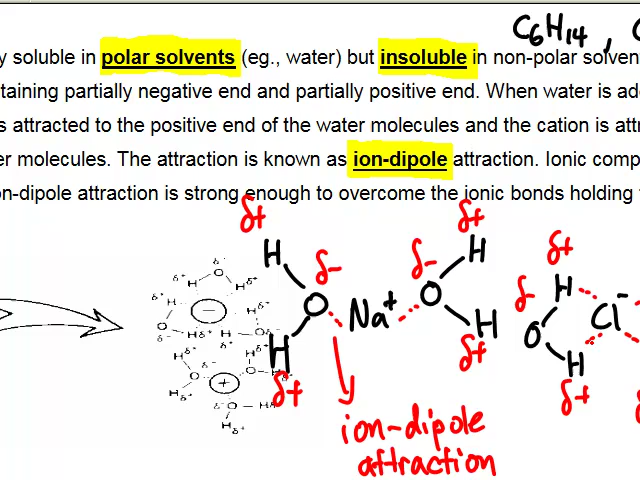 C6H14 ,
y soluble in polar solvents (eg., water) but insoluble in non-polar solven
taining partially negative end and partially positive end. When water is ad
s attracted to the positive end of the water molecules and the cation is att
er molecules. The attraction is known as ion-dipole attraction. Ionic comp
on-dipole attraction is strong enough to overcome the ionic bonds holding
δ+ δ+
H δ- δ- H δ+
O Na+ O δ- H Cl-
H H O H
δ+ δ+ δ+
ion-dipole
attraction